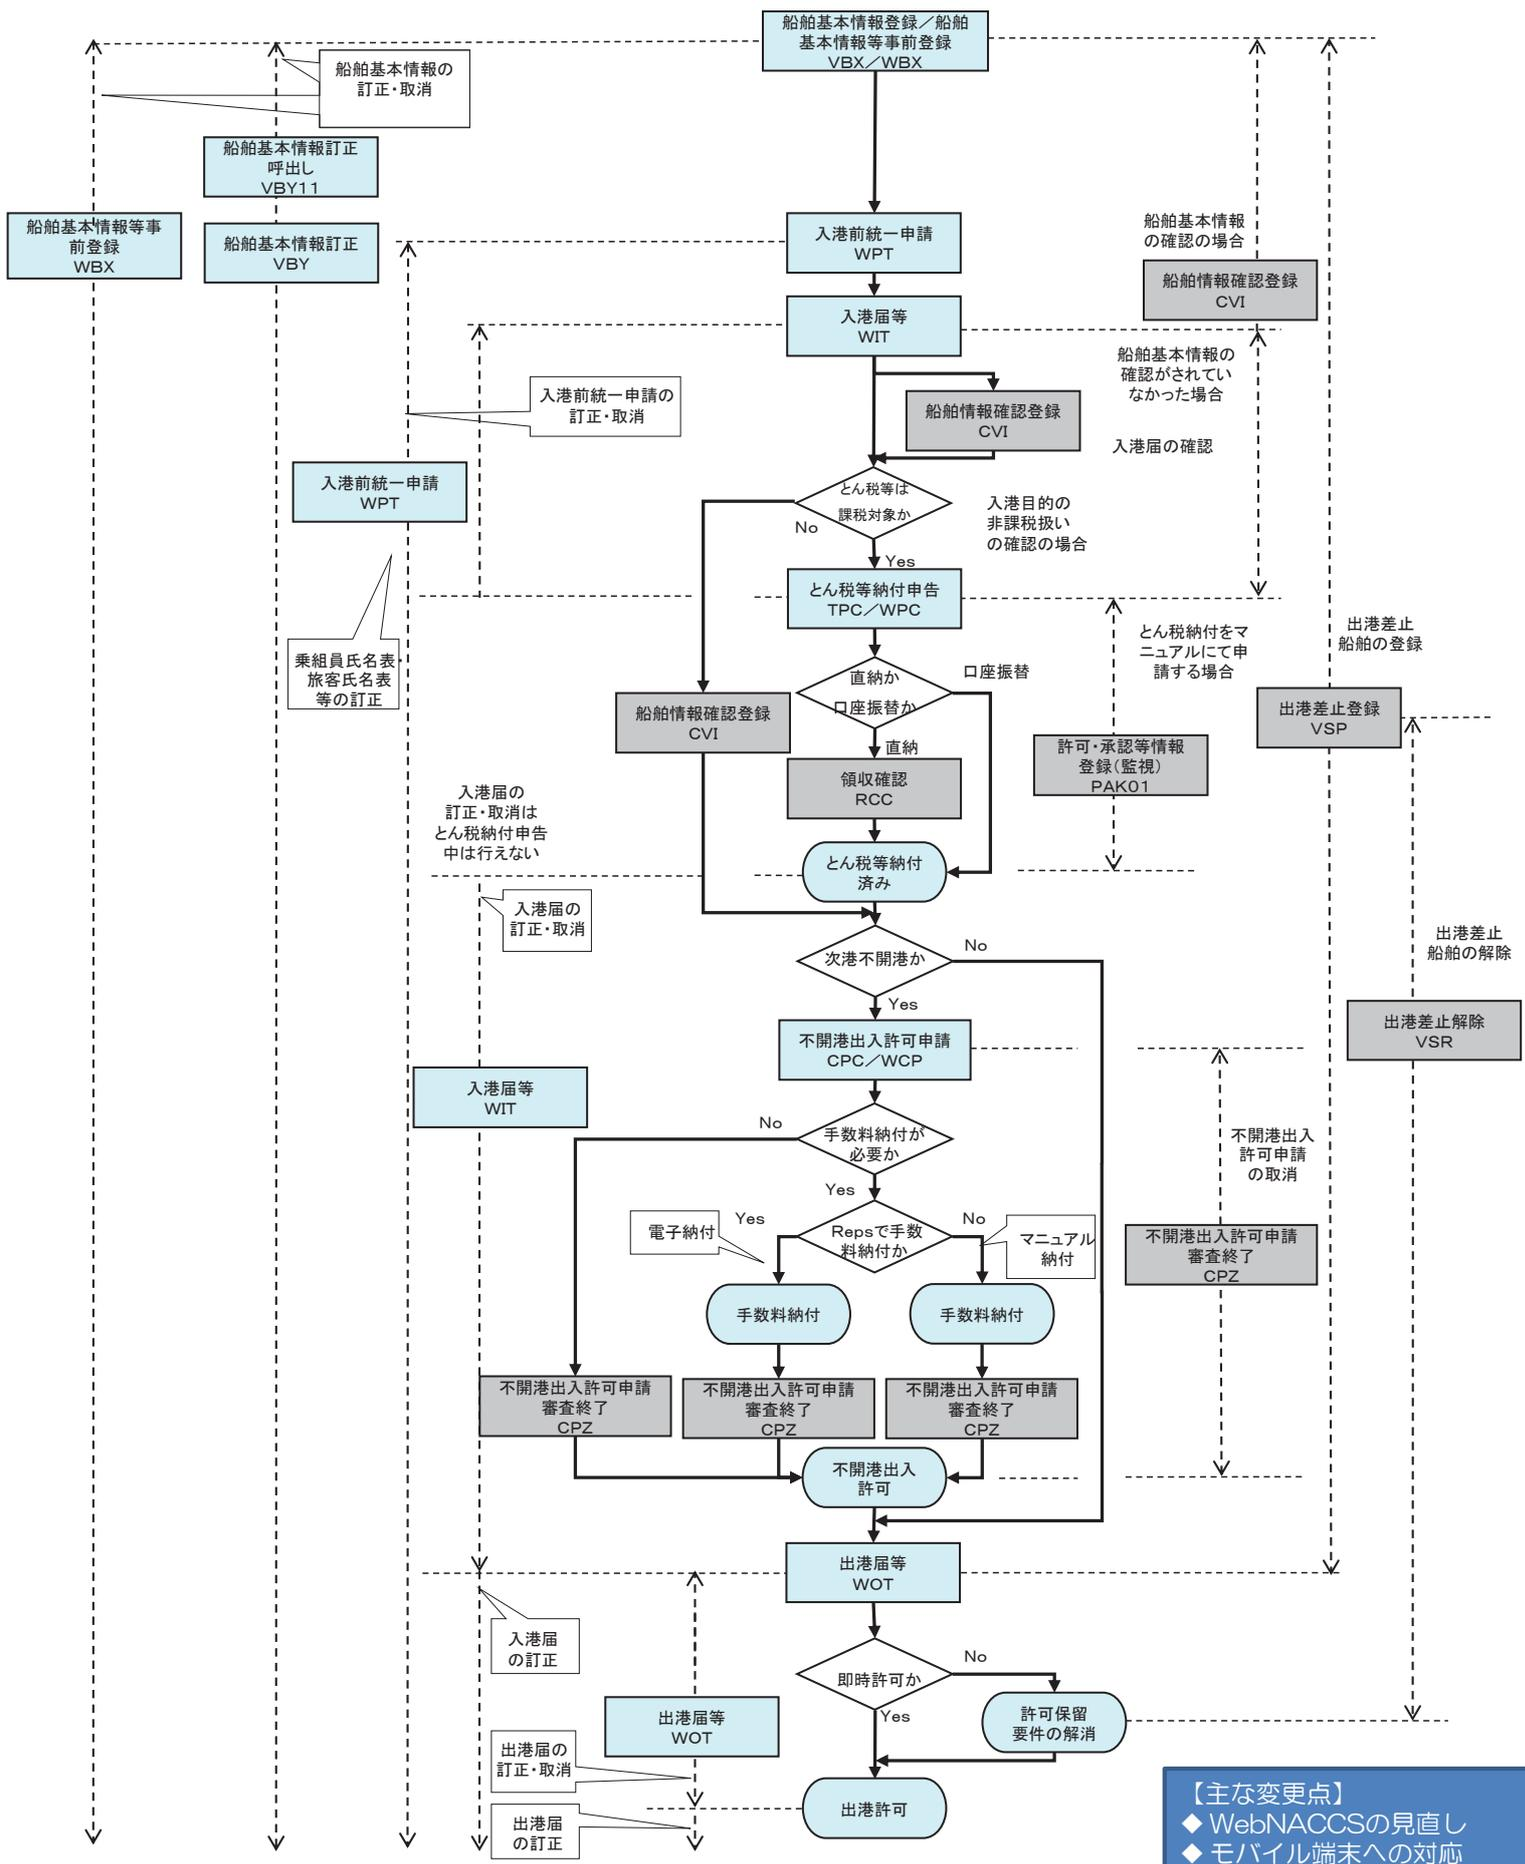 船舶基本情報登録／船舶
基本情報等事前登録
VBX／WBX
船舶基本情報の
訂正・取消
船舶基本情報訂正
呼出し
VBY11
船舶基本情報等事
前登録
WBX
船舶基本情報訂正
VBY
入港前統一申請
WPT
船舶基本情報
の確認の場合
船舶情報確認登録
CVI
入港届等
WIT
船舶基本情報の
確認がされてい
なかった場合
入港前統一申請の
訂正・取消
船舶情報確認登録
CVI
入港届の確認
入港前統一申請
WPT
とん税等は
課税対象か
No
Yes
入港目的の
非課税扱い
の確認の場合
とん税等納付申告
TPC／WPC
乗組員氏名表・
旅客氏名表
等の訂正
直納か
口座振替か
口座振替
直納
とん税納付をマ
ニュアルにて申
請する場合
出港差止
船舶の登録
船舶情報確認登録
CVI
出港差止登録
VSP
許可・承認等情報
登録（監視）
PAK01
領収確認
RCC
入港届の
訂正・取消は
とん税納付申告
中は行えない
とん税等納付
済み
入港届の
訂正・取消
次港不開港か
No
Yes
出港差止
船舶の解除
出港差止解除
VSR
不開港出入許可申請
CPC／WCP
入港届等
WIT
手数料納付が
必要か
No
Yes
不開港出入
許可申請
の取消
電子納付
Yes
Repsで手数
料納付か
No
マニュアル
納付
不開港出入許可申請
審査終了
CPZ
手数料納付
手数料納付
不開港出入許可申請
審査終了
CPZ
不開港出入許可申請
審査終了
CPZ
不開港出入許可申請
審査終了
CPZ
不開港出入
許可
出港届等
WOT
入港届
の訂正
即時許可か
No
Yes
許可保留
要件の解消
出港届等
WOT
出港届の
訂正・取消
出港許可
出港届
の訂正
【主な変更点】
◆ WebNACCSの見直し
◆ モバイル端末への対応